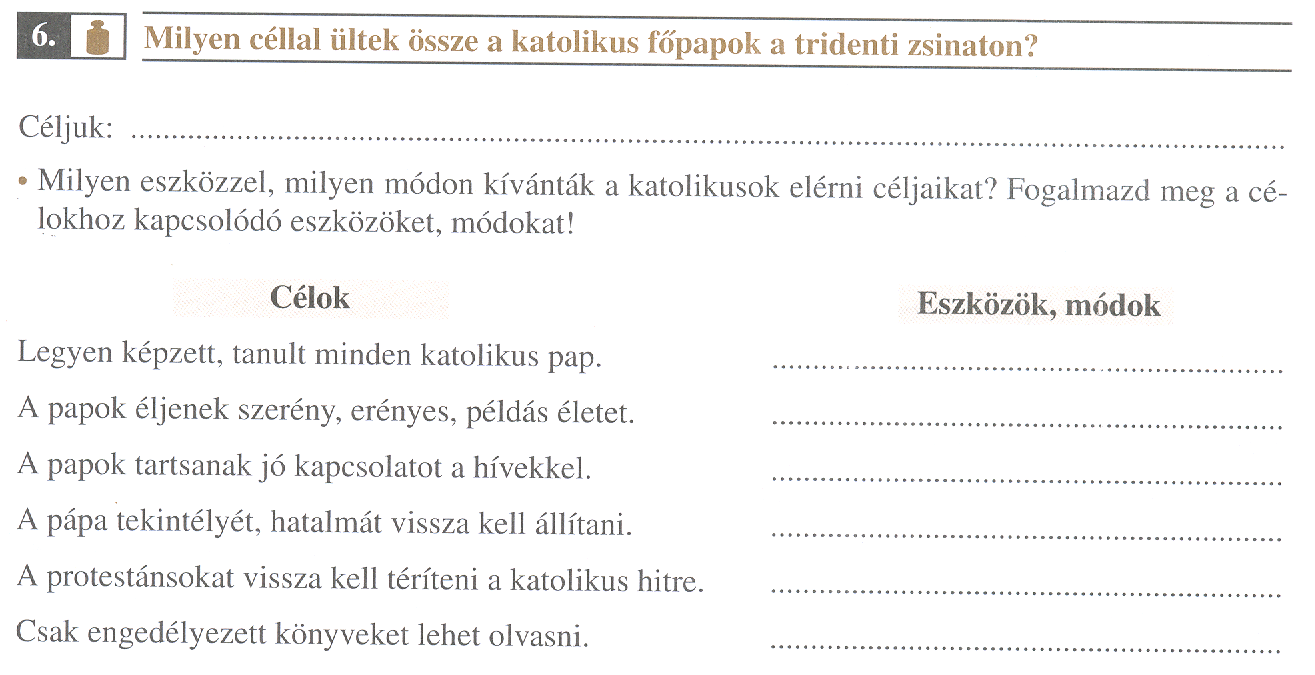 6. Milyen céllal ültek össze a katolikus főpapok a tridenti zsinaton?
Céljuk: ................................................................
• Milyen eszközzel, milyen módon kívánták a katolikusok elérni céljaikat? Fogalmazd meg a cé-
lokhoz kapcsolódó eszközöket, módokat!
Célok Eszközök, módok
Legyen képzett, tanult minden katolikus pap. ................................
A papok éljenek szerény, erényes, példás életet. ................................
A papok tartsanak jó kapcsolatot a hívekkel. ................................
A pápa tekintélyét, hatalmát vissza kell állítani. ................................
A protestánsokat vissza kell téríteni a katolikus hitre. ................................
Csak engedélyezett könyveket lehet olvasni. ................................